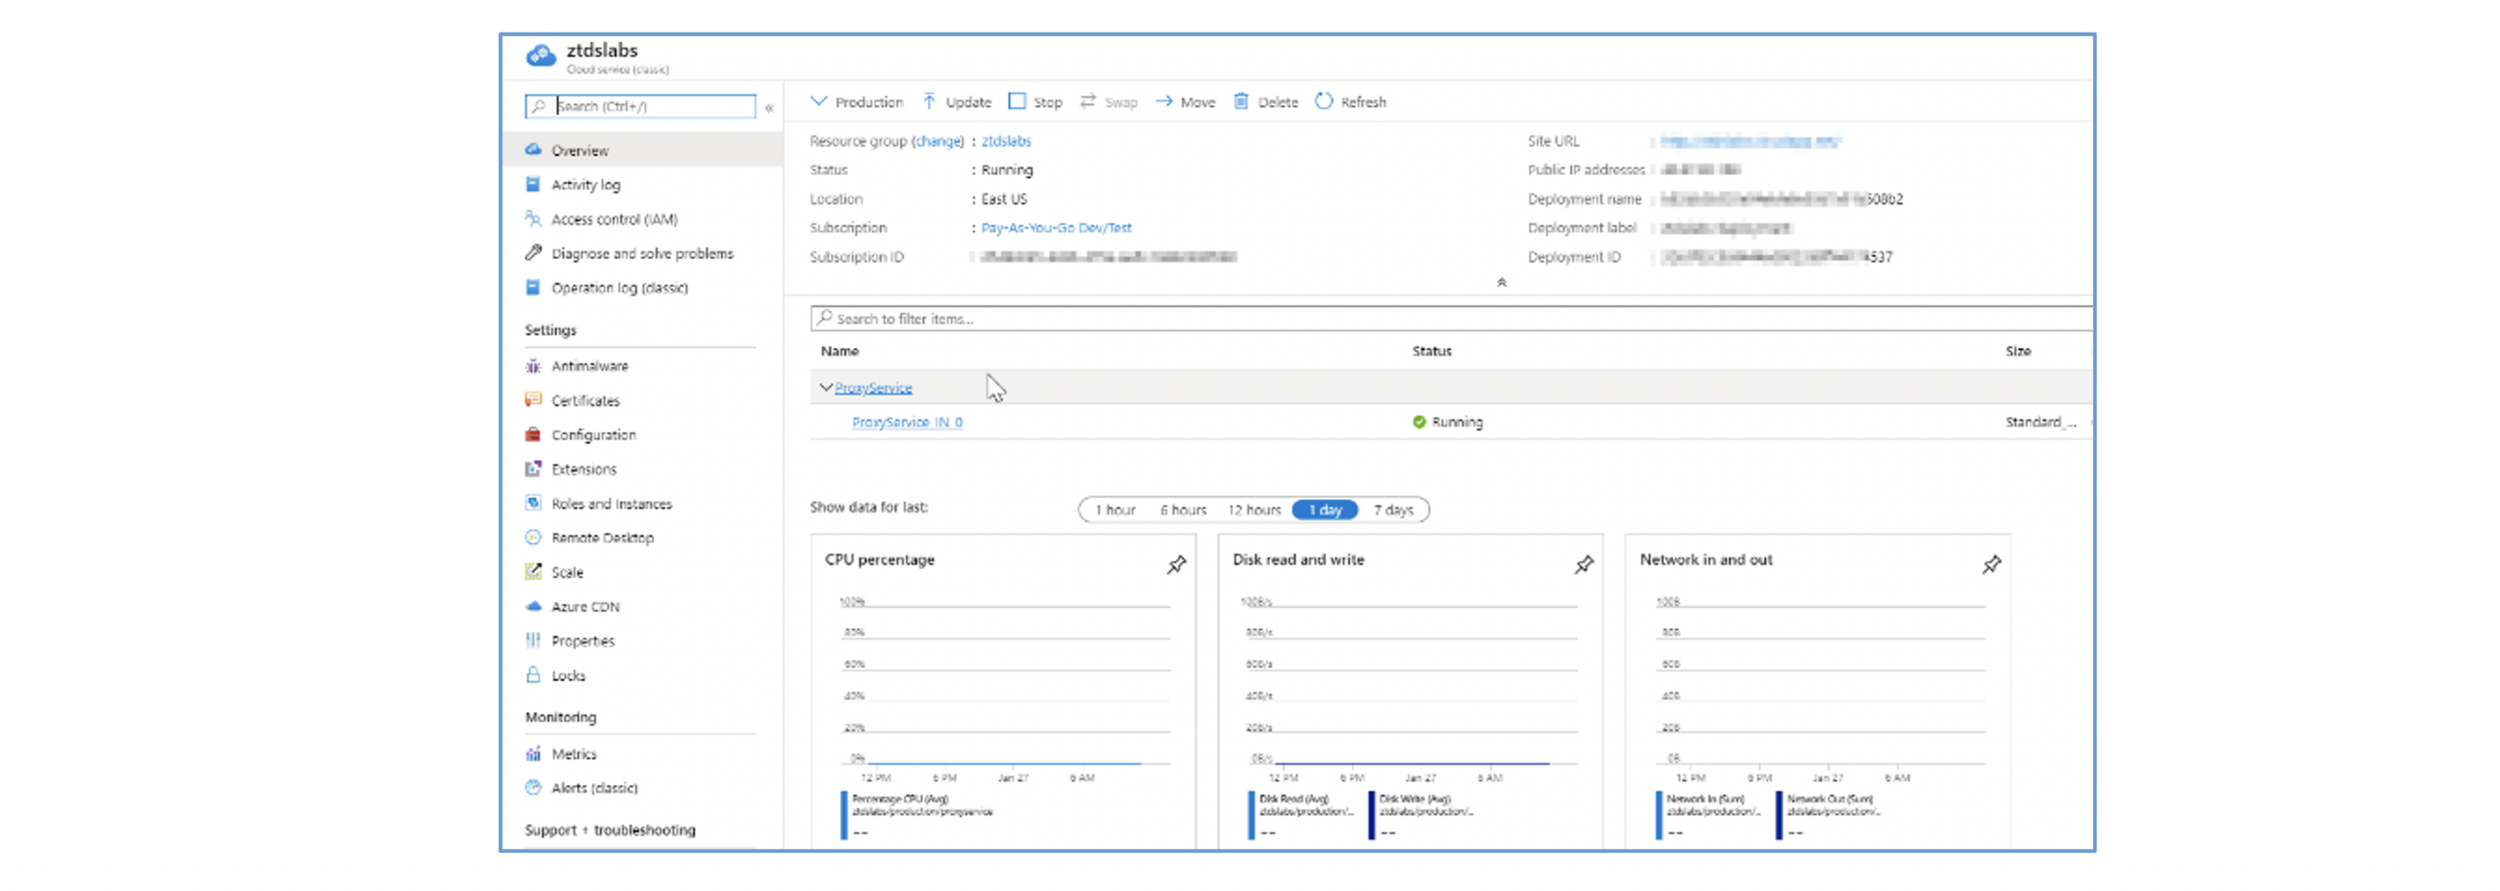 ztdslabs
Cloud service (classic)
Search (Ctrl+/)
«
Overview
Activity log
Access control (IAM)
Diagnose and solve problems
Operation log (classic)
Settings
Antimalware
Certificates
Configuration
Extensions
Roles and Instances
Remote Desktop
Scale
Azure CDN
Properties
Locks
Monitoring
Metrics
Alerts (classic)
Support + troubleshooting
Production Update Stop Swap Move Delete Refresh
Resource group (change) : ztdslabs
Status : Running
Location : East US
Subscription : Pay-As-You-Go Dev/Test
Subscription ID
Site URL
Public IP addresses
Deployment name 508b2
Deployment label
Deployment ID 4537
Search to filter items...
Name Status Size
ProxyService
ProxyService_IN_0 Running Standard_...
Show data for last: 1 hour 6 hours 12 hours 1 day 7 days
CPU percentage
100%
80%
60%
40%
20%
0%
12 PM 6 PM Jan 27 6 AM
Percentage CPU (Avg)
ztdslabs/production/proxyservice
--
Disk read and write
100B/s
80B/s
60B/s
40B/s
20B/s
0B/s
12 PM 6 PM Jan 27 6 AM
Disk Read (Avg) Disk Write (Avg)
ztdslabs/production/... ztdslabs/production/...
-- --
Network in and out
100B
80B
60B
40B
20B
0B
12 PM 6 PM Jan 27 6 AM
Network In (Sum) Network Out (Sum)
ztdslabs/production/... ztdslabs/production/...
-- --